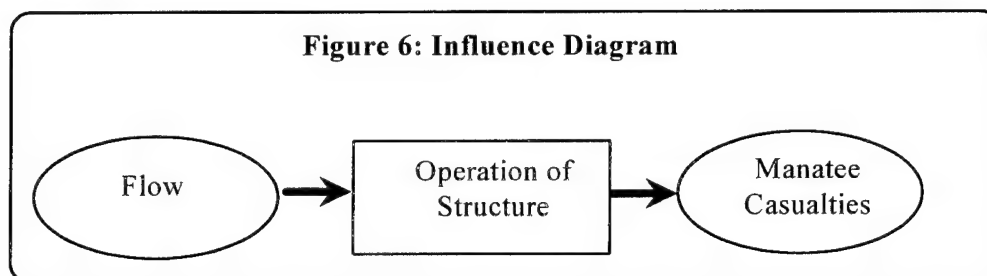 Figure 6: Influence Diagram
Flow
Operation of
Structure
Manatee
Casualties